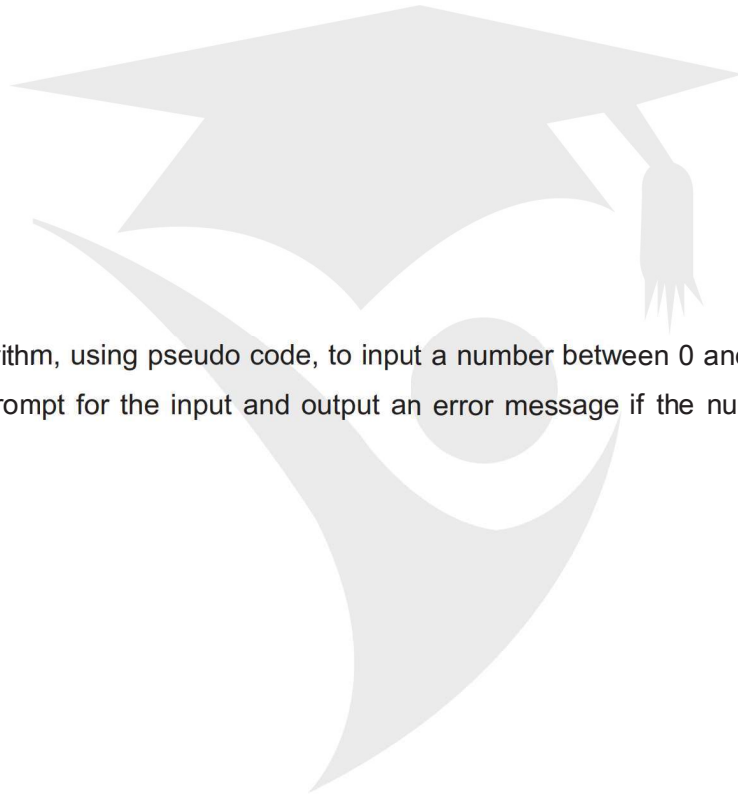 ithm, using pseudo code, to input a number between 0 and
rompt for the input and output an error message if the nu